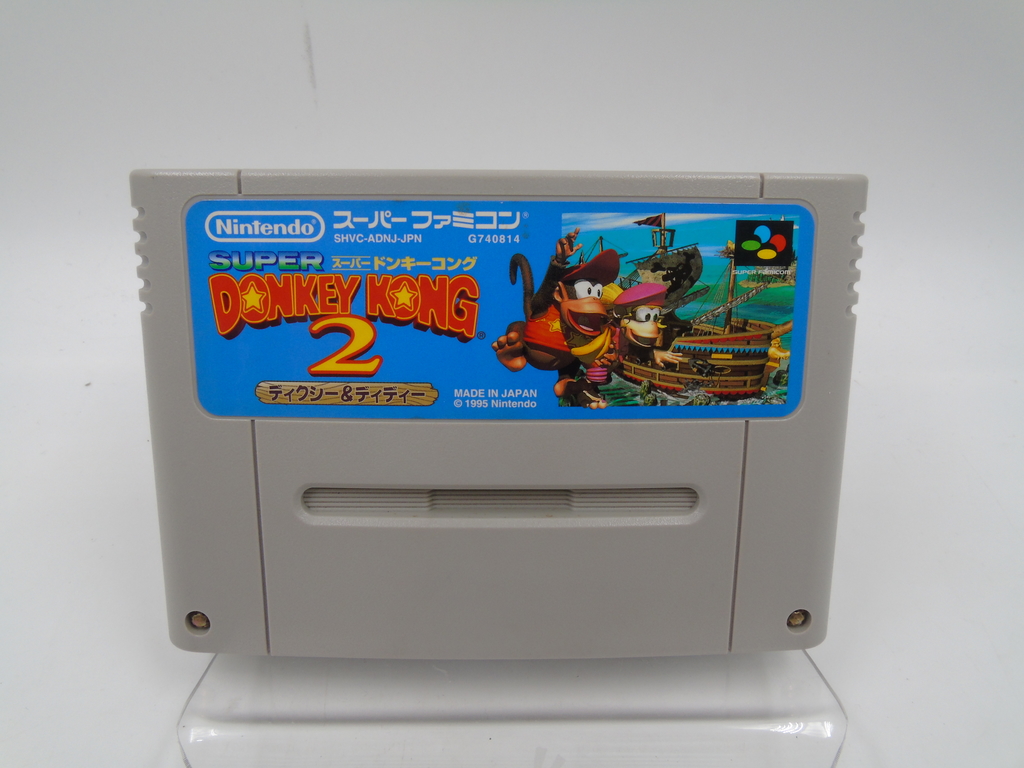 Nintendo スーパーファミコン®
SHVC-ADNJ-JPN G740814
SUPER スーパードンキーコング
DONKEY KONG®
2
ディクシー&ディディー
MADE IN JAPAN
© 1995 Nintendo
SUPER FAMICOM